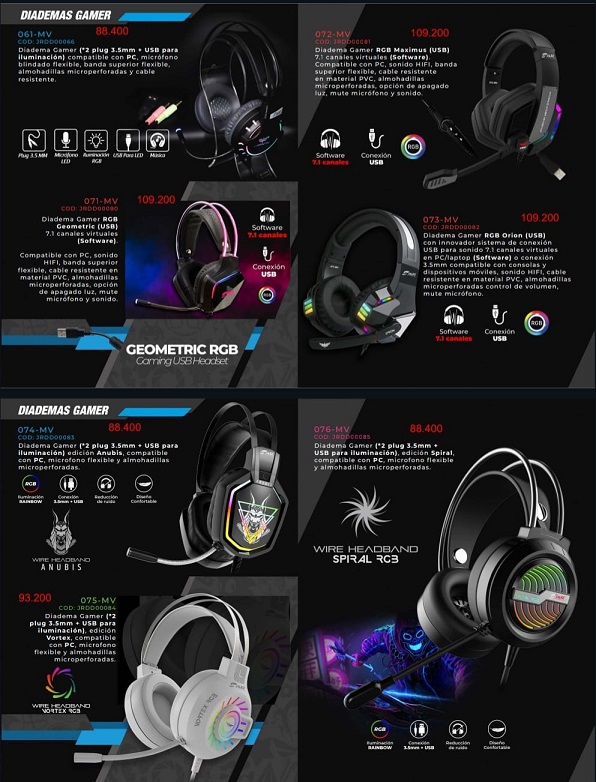 DIADEMAS GAMER
061-MV
88.400
COD: JRDD00066
Diadema Gamer (*2 plug 3.5mm + USB para
iluminación) compatible con PC, micrófono
blindado flexible, banda superior flexible,
almohadillas microperforadas y cable
resistente.
Plug 3.5 MM
Micrófono
LED
Iluminación
RGB
USB Para LED
Música
072-MV
109.200
COD: JRDD00081
Diadema Gamer RGB Maximus (USB)
7.1 canales virtuales (Software).
Compatible con PC, sonido HIFI, banda
superior flexible, cable resistente
en material PVC, almohadillas
microperforadas, opción de apagado
luz, mute micrófono y sonido.
Software
7.1 canales
Conexión
USB
RGB
071-MV
109.200
COD: JRDD00080
Diadema Gamer RGB
Geometric (USB)
7.1 canales virtuales
(Software).
Compatible con PC, sonido
HIFI, banda superior
flexible, cable resistente en
material PVC, almohadillas
microperforadas, opción
de apagado luz, mute
micrófono y sonido.
Software
7.1 canales
Conexión
USB
RGB
GEOMETRIC RGB
Gaming USB Headset
073-MV
109.200
COD: JRDD00082
Diadema Gamer RGB Orion (USB)
con innovador sistema de conexión
USB para sonido 7.1 canales virtuales
en PC/laptop (Software) o conexión
3.5mm compatible con consolas y
dispositivos móviles, sonido HIFI, cable
resistente en material PVC, almohadillas
microperforadas control de volumen,
mute micrófono.
Software
7.1 canales
Conexión
USB
RGB
DIADEMAS GAMER
074-MV
88.400
COD: JRDD00083
Diadema Gamer (*2 plug 3.5mm + USB para
iluminación) edición Anubis, compatible
con PC, microfono flexible y almohadillas
microperforadas.
RGB
Iluminación
RAINBOW
Conexión
3.5mm + USB
Reducción
de ruido
Diseño
Confortable
WIRE HEADBAND
ANUBIS
076-MV
88.400
COD: JRDD00085
Diadema Gamer (*2 plug 3.5mm +
USB para iluminación), edición Spiral,
compatible con PC, microfono flexible
y almohadillas microperforadas.
WIRE HEADBAND
SPIRAL RGB
93.200
075-MV
COD: JRDD00084
Diadema Gamer (*2
plug 3.5mm + USB para
iluminación), edición
Vortex, compatible
con PC, microfono
flexible y almohadillas
microperforadas.
WIRE HEADBAND
VORTEX RGB
VORTEX RGB
RGB
Iluminación
RAINBOW
Conexión
3.5mm + USB
Reducción
de ruido
Diseño
Confortable